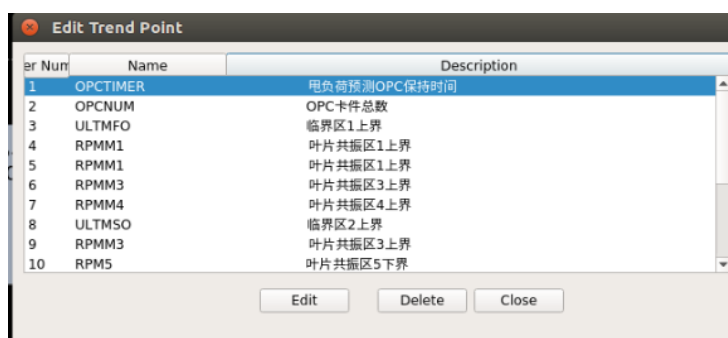 Edit Trend Point
er Num Name Description
1 OPCTIMER 甩负荷预测OPC保持时间
2 OPCNUM OPC卡件总数
3 ULTMFO 临界区1上界
4 RPMM1 叶片共振区1上界
5 RPMM1 叶片共振区1上界
6 RPMM3 叶片共振区3上界
7 RPMM4 叶片共振区4上界
8 ULTMSO 临界区2上界
9 RPMM3 叶片共振区3上界
10 RPM5 叶片共振区5下界
Edit Delete Close